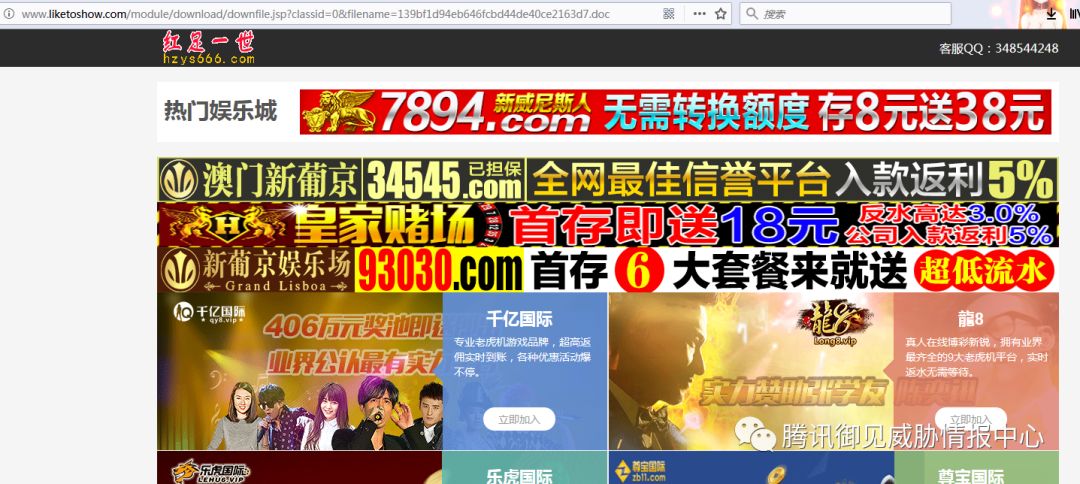 www.liketoshow.com/module/download/downfile.jsp?classid=0&filename=139bf1d94eb646fcbd44de40ce2163d7.doc
搜索
红足一世
hzys666.com
客服QQ：348544248
热门娱乐城
7894.com 新威尼斯人 无需转换额度 存8元送38元
澳门新葡京 34545.com 已担保 全网最佳信誉平台 入款返利5%
H 皇家赌场 首存即送18元 反水高达3.0%
公司入款返利5%
新葡京娱乐场 93030.com 首存 6 大套餐来就送 超低流水
Grand Lisboa
千亿国际
qy8.vip
406万元奖池即
业界公认最有实力
千亿国际
专业老虎机游戏品牌，超高返
佣实时到账，各种优惠活动爆
不停。
立即加入
龍8
Long8.vip
实力赞助张学友
龍8
真人在线博彩新锐，拥有业界
最齐全的9大老虎机平台，实时
返水无需等待。
立即加入
腾讯御见威胁情报中心
乐虎国际
LEHU6.VIP
乐虎国际
尊宝国际
zb11.com
尊宝国际